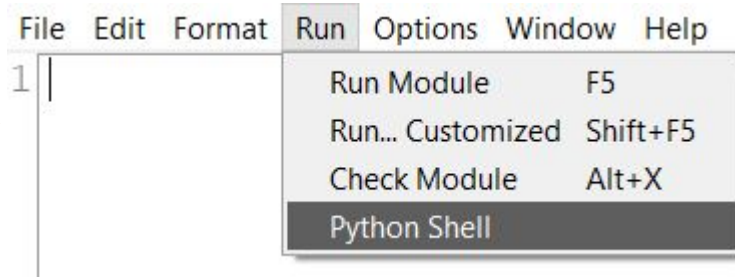 File Edit Format Run Options Window Help
1
Run Module F5
Run... Customized Shift+F5
Check Module Alt+X
Python Shell